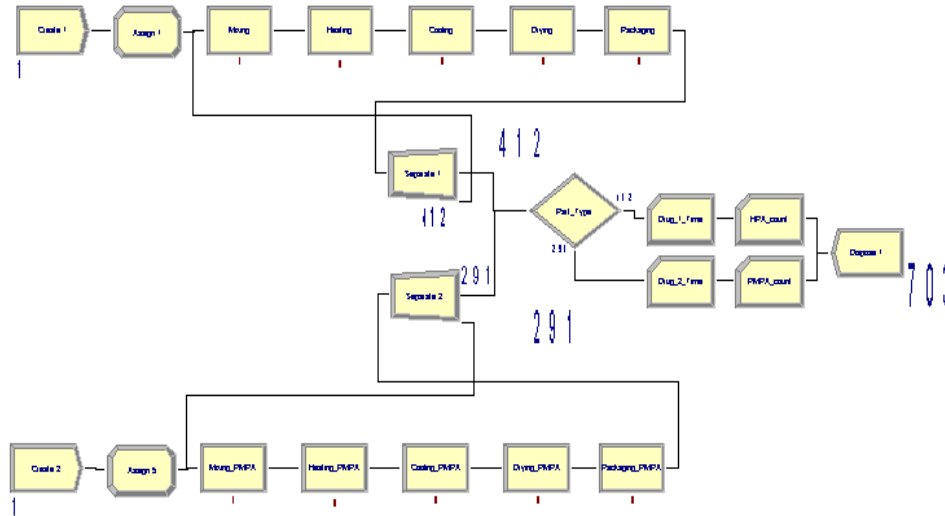 Create 1
Assign 1
Mixing
Heating
Cooling
Drying
Packaging
1
412
Separate 1
412
Part_Type
412
Drug_1_Time
HPA_count
Dispose 1
291
Separate 2
291
Drug_2_Time
PMPA_count
703
291
Create 2
Assign 5
Mixing_PMPA
Heating_PMPA
Cooling_PMPA
Drying_PMPA
Packaging_PMPA
1